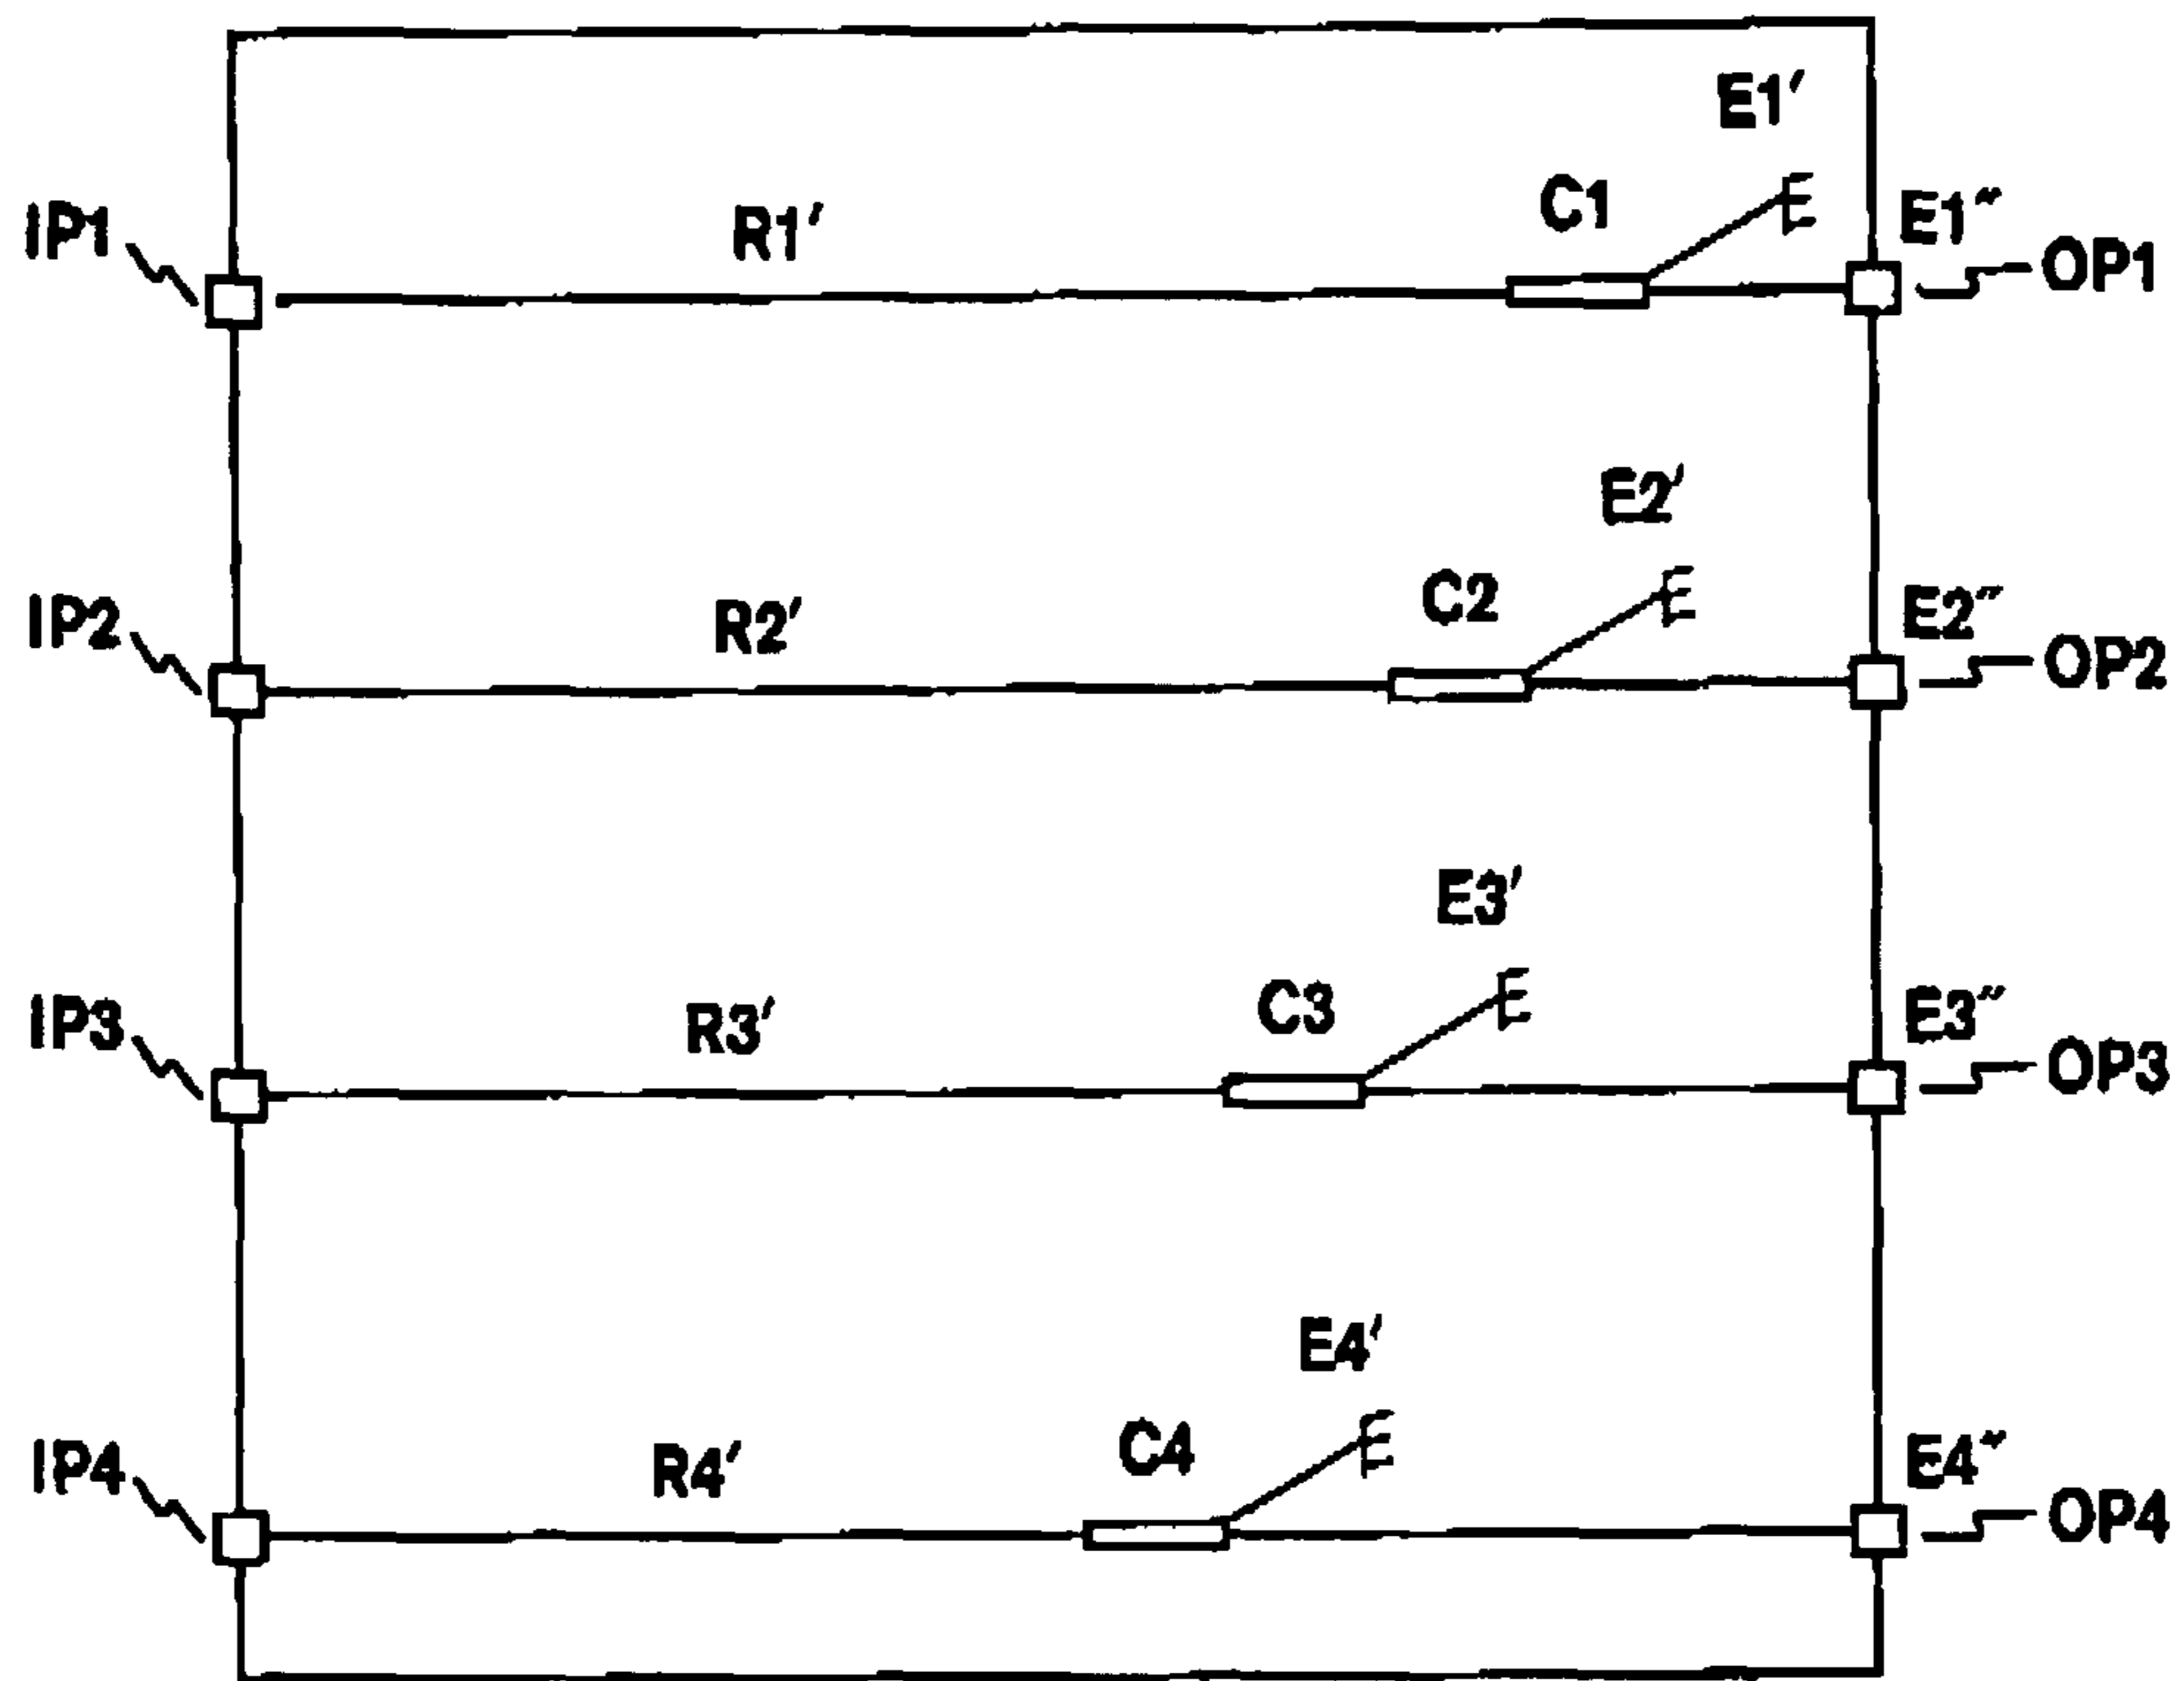 E1′
C1
IP1
R1′
E1″
OP1
E2′
C2
IP2
R2′
E2″
OP2
E3′
C3
IP3
R3′
E3″
OP3
E4′
C4
IP4
R4′
E4″
OP4